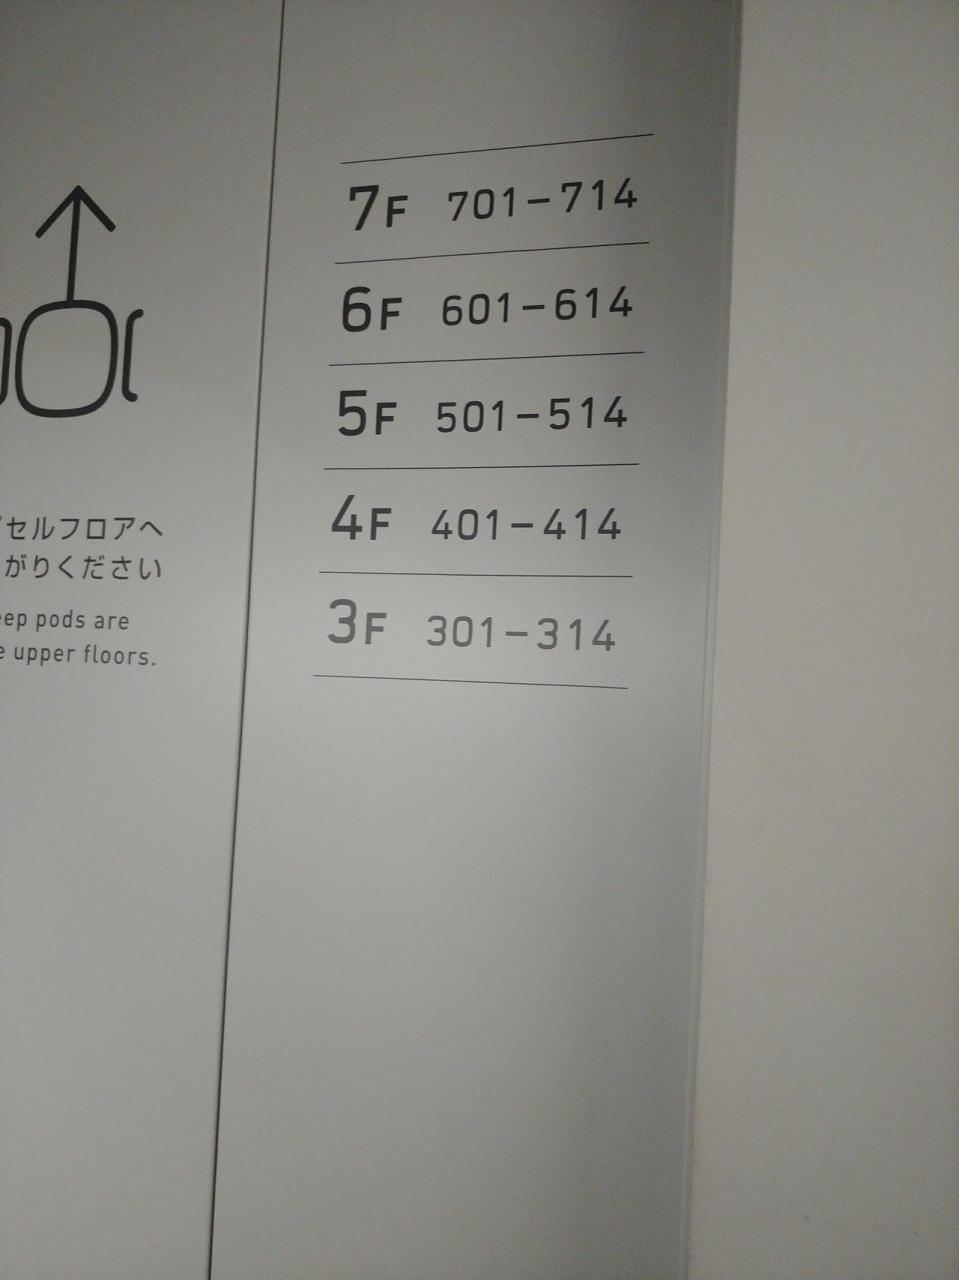 7F 701-714
6F 601-614
5F 501-514
4F 401-414
3F 301-314
セルフロアへ
がりください
eep pods are
e upper floors.